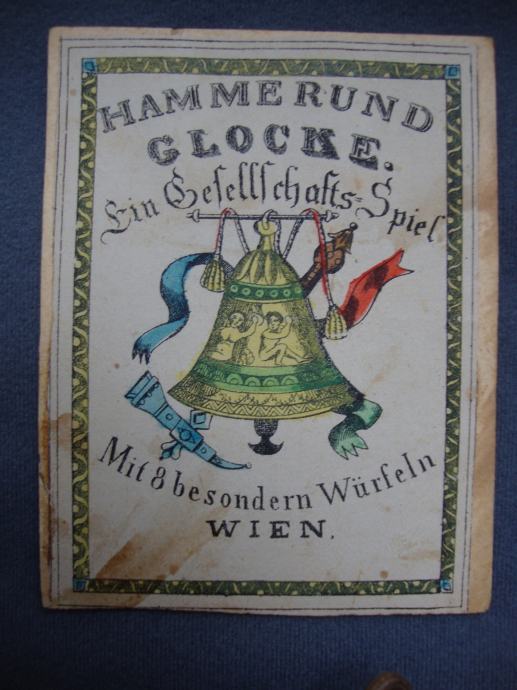 HAMMER UND
GLOCKE.
Ein Gesellschafts-Spiel
Mit 8 besondern Würfeln
WIEN.